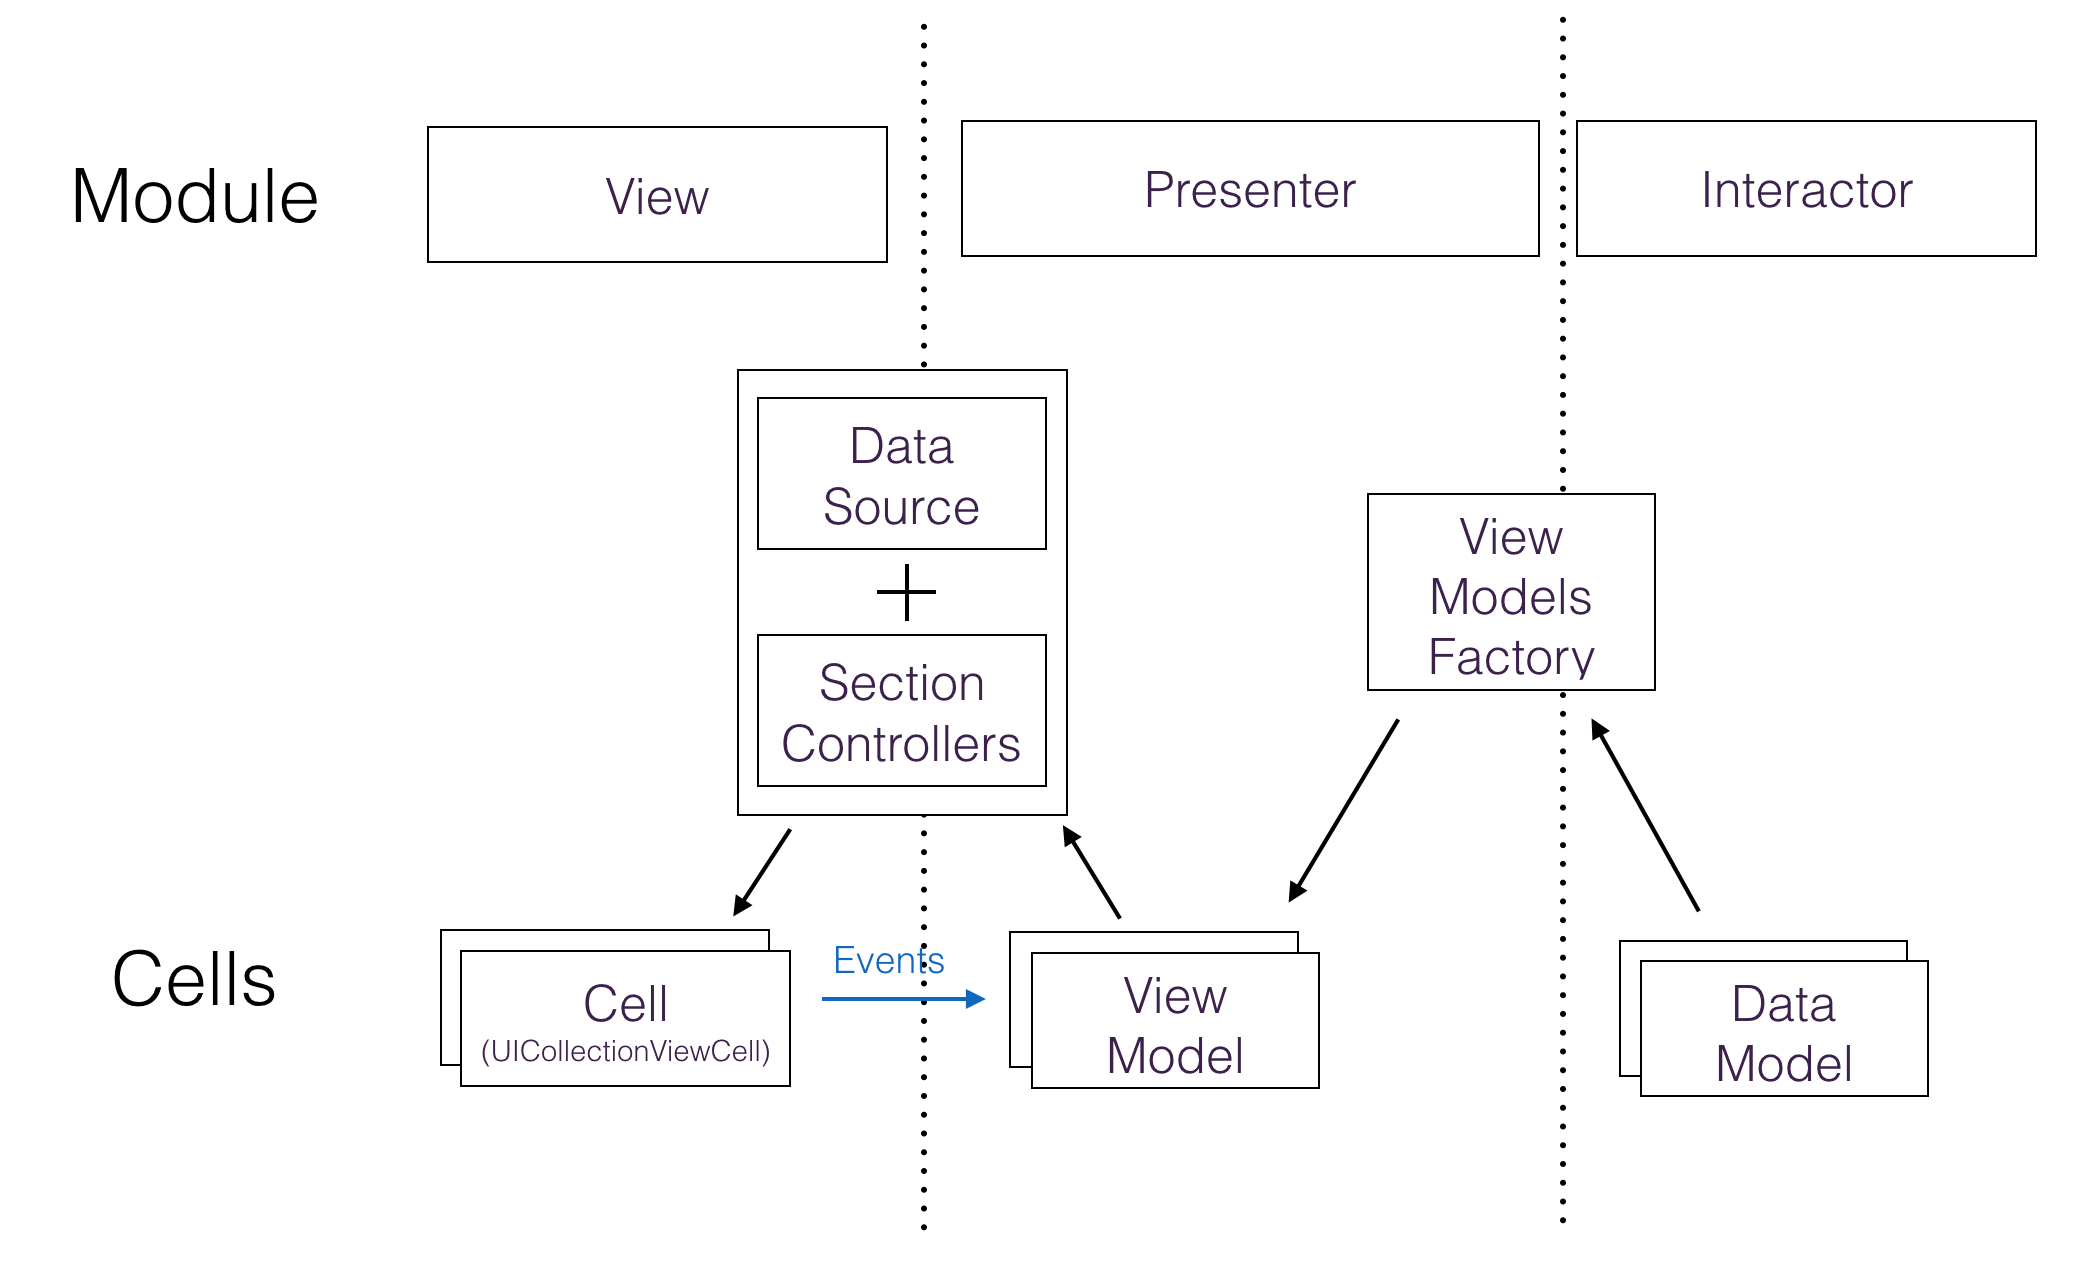 Module
View
Presenter
Interactor
Data
Source
Section
Controllers
View
Models
Factory
Cells
Cell
(UICollectionViewCell)
Events
View
Model
Data
Model